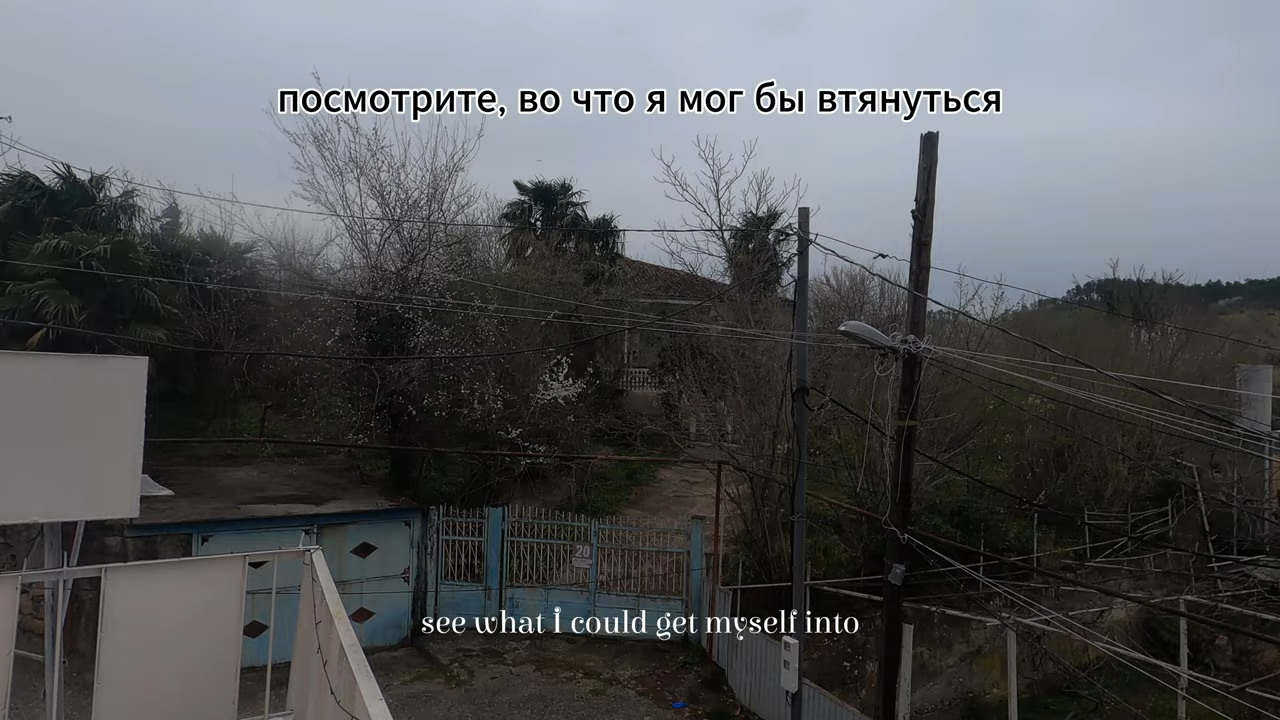 посмотрите, во что я мог бы втянуться
20
see what i could get myself into